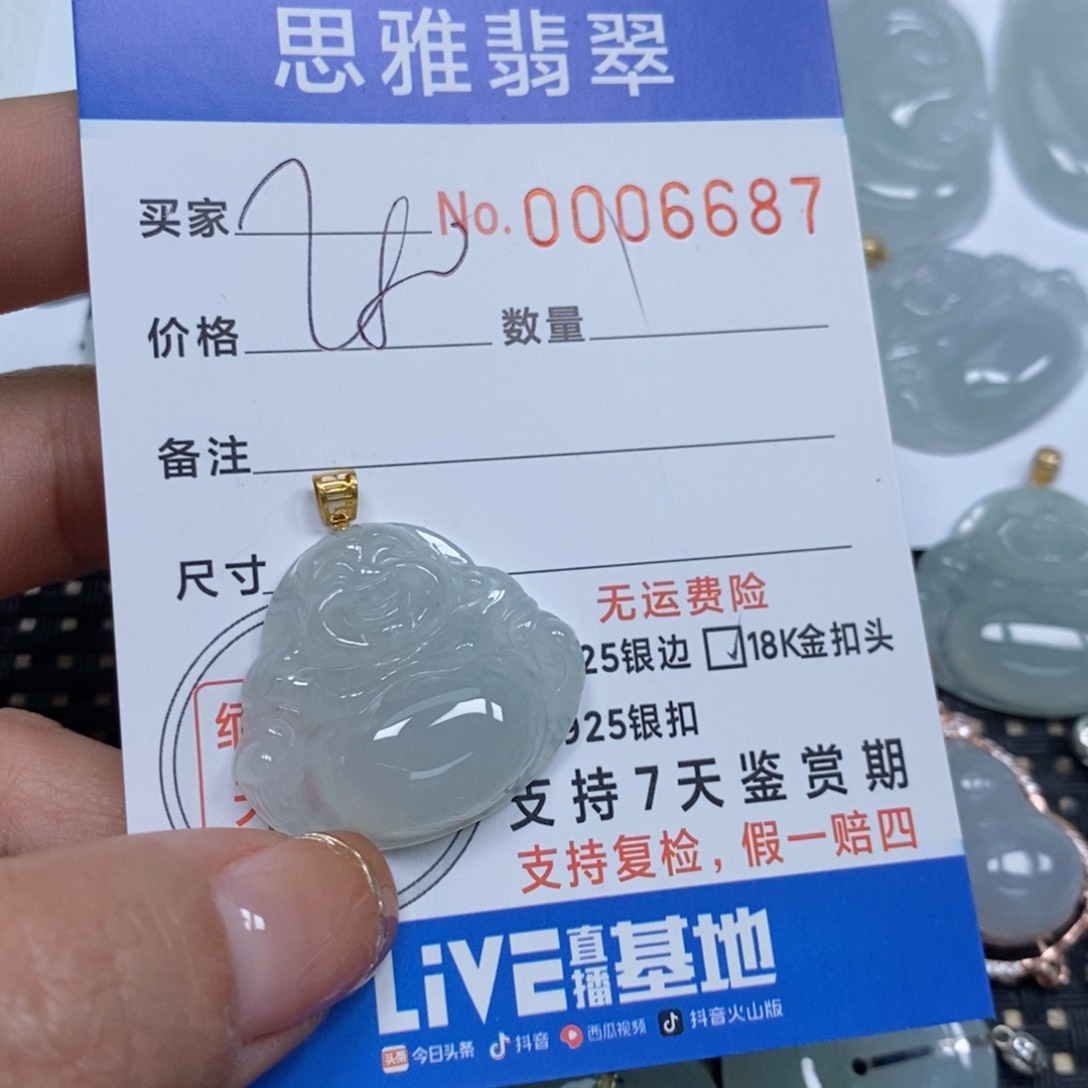 思雅翡翠
买家 No.0006687
价格 数量
备注
尺寸
无运费险
25银边 ☑18K金扣头
925银扣
支持7天鉴赏期
支持复检，假一赔四
LiVE直播基地
头条 今日头条 抖音 西瓜视频 抖音火山版